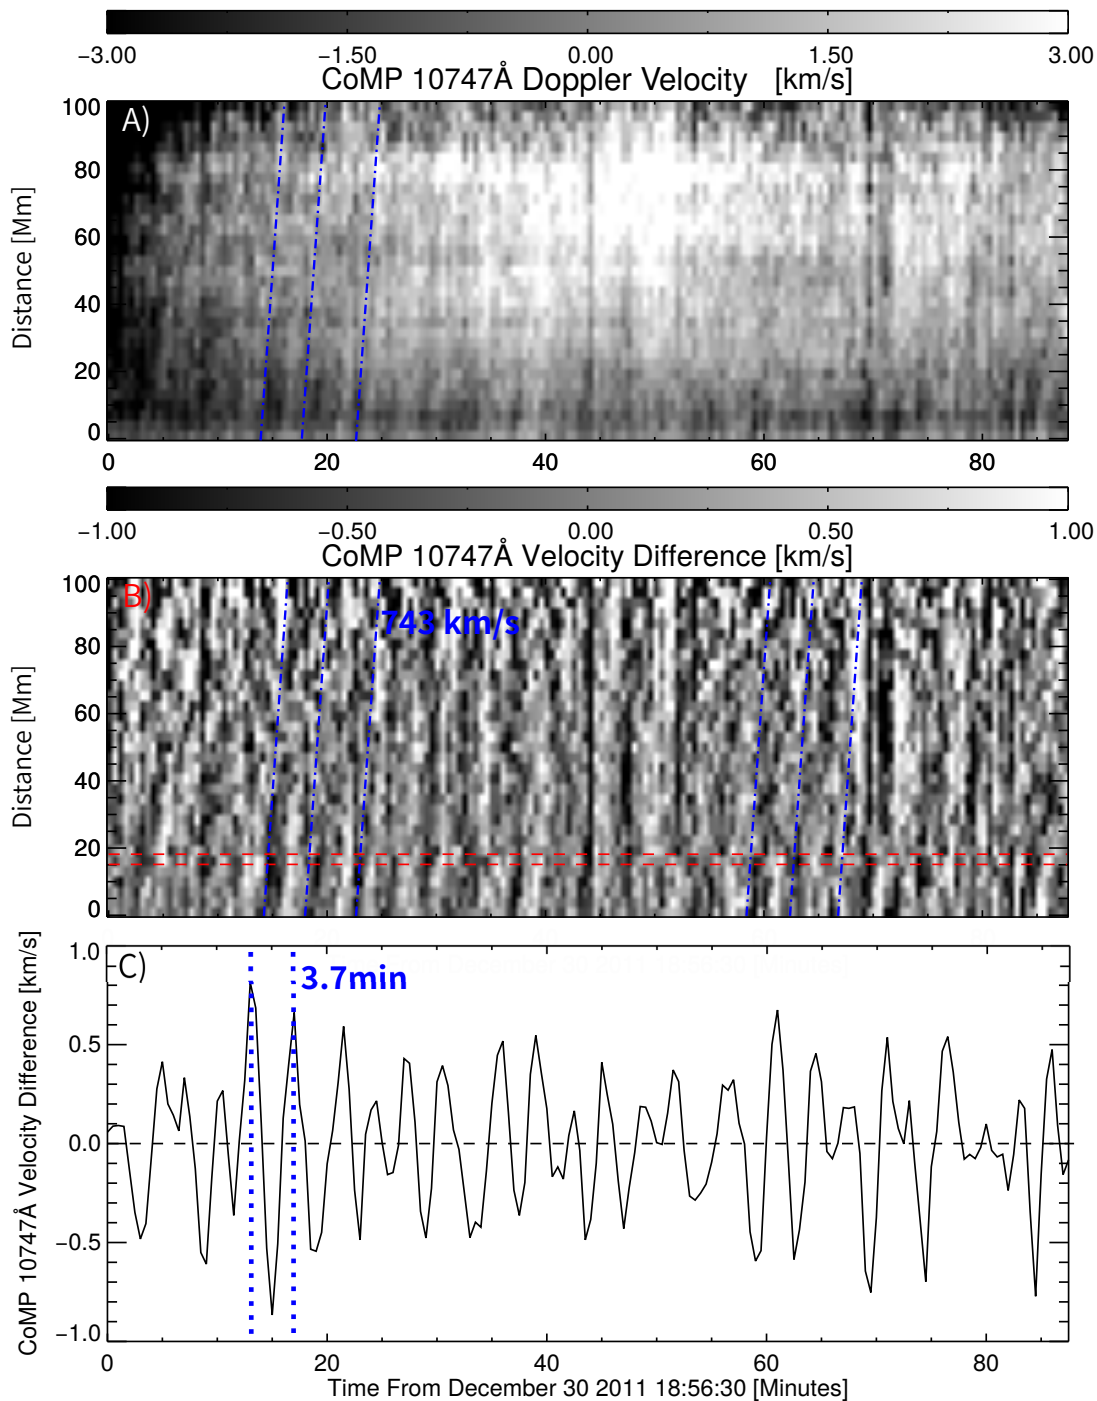 −3.00 −1.50 0.00 1.50 3.00
CoMP 10747Å Doppler Velocity [km/s]
A)
100
80
60
40
20
0
Distance [Mm]
0 20 40 60 80
−1.00 −0.50 0.00 0.50 1.00
CoMP 10747Å Velocity Difference [km/s]
B)
743 km/s
100
80
60
40
20
0
Distance [Mm]
C)
3.7min
1.0
0.5
0.0
−0.5
−1.0
CoMP 10747Å Velocity Difference [km/s]
0 20 40 60 80
Time From December 30 2011 18:56:30 [Minutes]